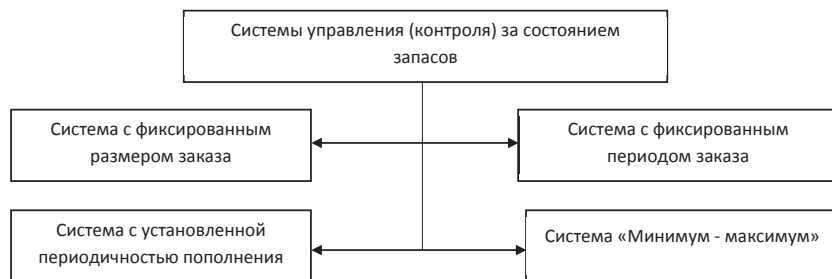 Системы управления (контроля) за состоянием
запасов
Система с фиксированным
размером заказа
Система с фиксированным
периодом заказа
Система с установленной
периодичностью пополнения
Система «Минимум - максимум»